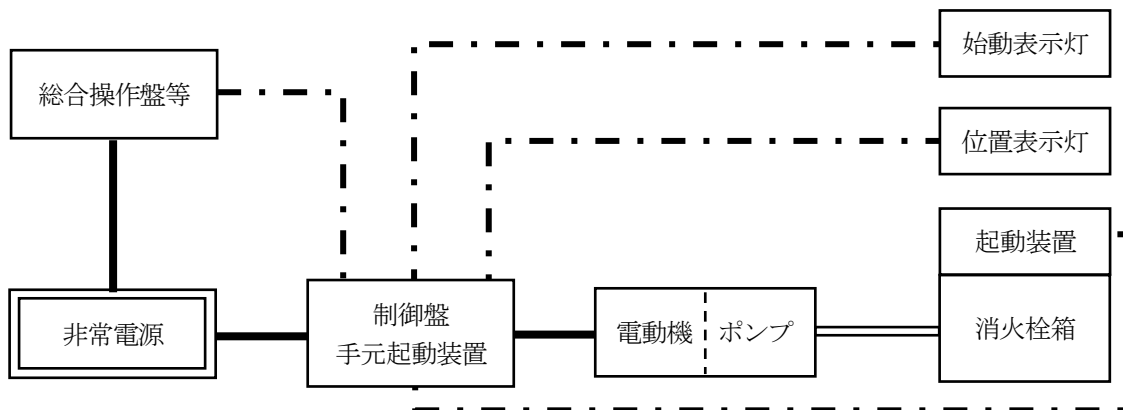 始動表示灯
総合操作盤等
位置表示灯
起動装置
非常電源
制御盤
手元起動装置
電動機
ポンプ
消火栓箱